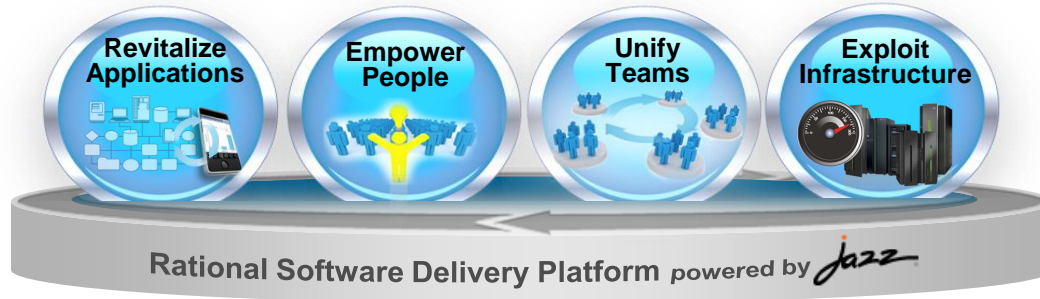 Revitalize
Applications
Empower
People
Unify
Teams
Exploit
Infrastructure
Rational Software Delivery Platform powered by jazz